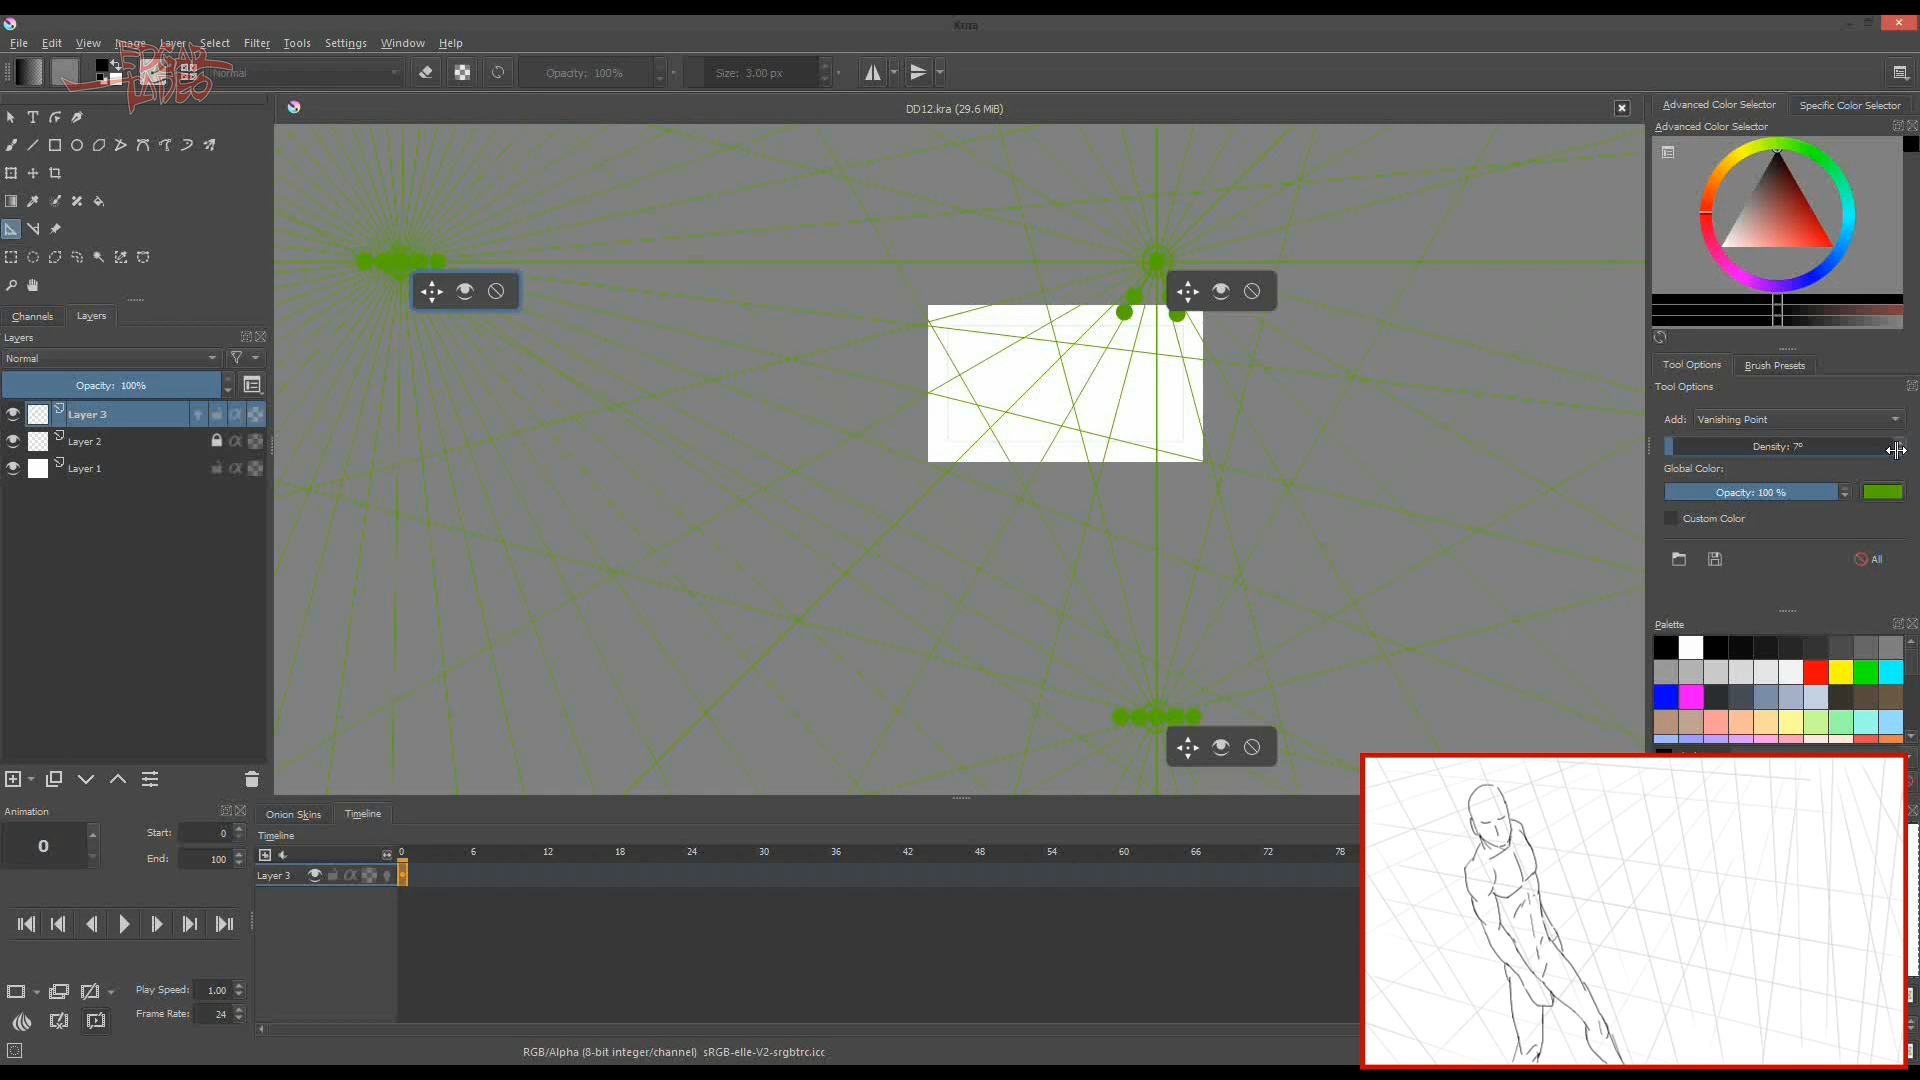 Krita
File Edit View Image Layer Select Filter Tools Settings Window Help
Normal
Opacity: 100%
Size: 3.00 px
DD12.kra (29.6 MiB)
Advanced Color Selector
Specific Color Selector
Advanced Color Selector
Channels
Layers
Layers
Normal
Opacity: 100%
Layer 3
Layer 2
Layer 1
Tool Options
Brush Presets
Tool Options
Add: Vanishing Point
Density: 7°
Global Color:
Opacity: 100 %
Custom Color
All
Palette
Animation
0
Start: 0
End: 100
Play Speed: 1.00
Frame Rate: 24
Onion Skins
Timeline
Timeline
0 6 12 18 24 30 36 42 48 54 60 66 72 78
Layer 3
RGB/Alpha (8-bit integer/channel) sRGB-elle-V2-srgbtrc.icc